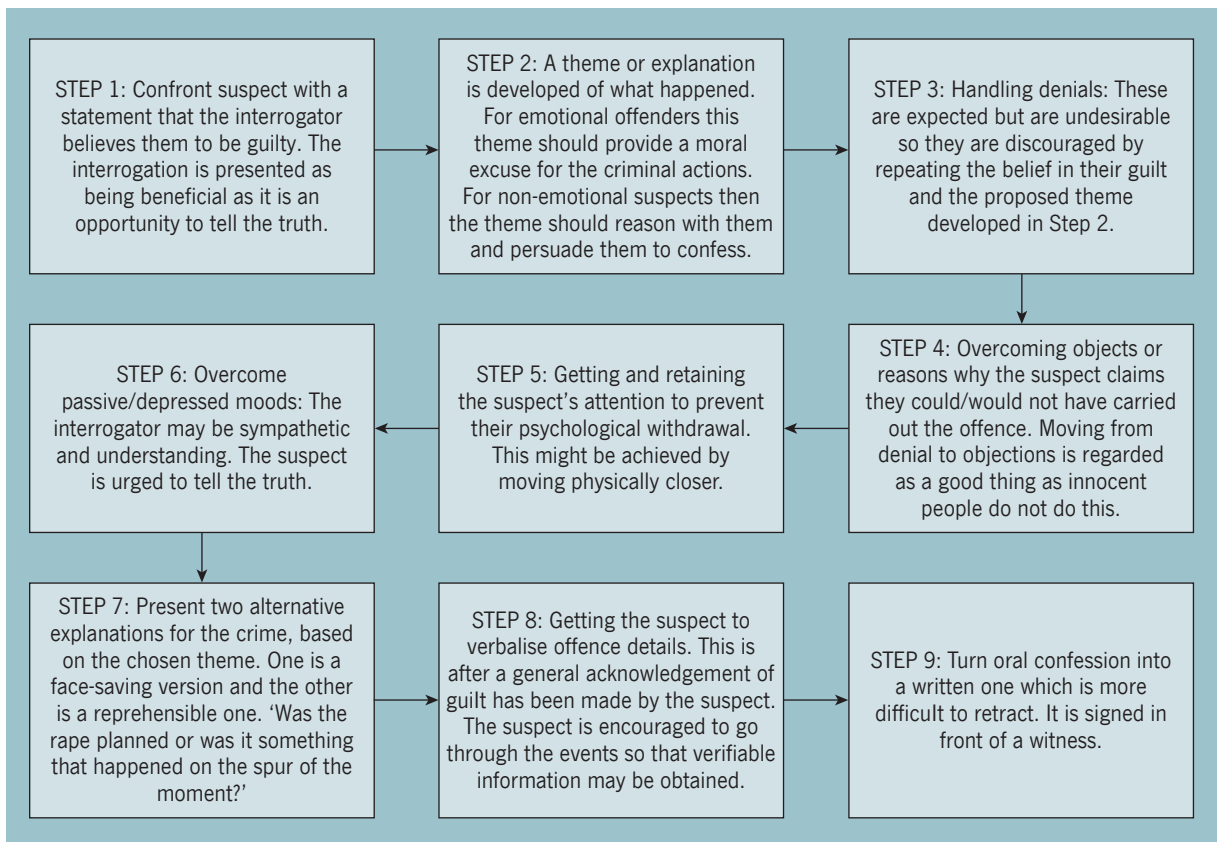 STEP 1: Confront suspect with a
statement that the interrogator
believes them to be guilty. The
interrogation is presented as
being beneficial as it is an
opportunity to tell the truth.
STEP 2: A theme or explanation
is developed of what happened.
For emotional offenders this
theme should provide a moral
excuse for the criminal actions.
For non-emotional suspects then
the theme should reason with them
and persuade them to confess.
STEP 3: Handling denials: These
are expected but are undesirable
so they are discouraged by
repeating the belief in their guilt
and the proposed theme
developed in Step 2.
STEP 4: Overcoming objects or
reasons why the suspect claims
they could/would not have carried
out the offence. Moving from
denial to objections is regarded
as a good thing as innocent
people do not do this.
STEP 5: Getting and retaining
the suspect's attention to prevent
their psychological withdrawal.
This might be achieved by
moving physically closer.
STEP 6: Overcome
passive/depressed moods: The
interrogator may be sympathetic
and understanding. The suspect
is urged to tell the truth.
STEP 7: Present two alternative
explanations for the crime, based
on the chosen theme. One is a
face-saving version and the other
is a reprehensible one. ‘Was the
rape planned or was it something
that happened on the spur of the
moment?’
STEP 8: Getting the suspect to
verbalise offence details. This is
after a general acknowledgement of
guilt has been made by the suspect.
The suspect is encouraged to go
through the events so that verifiable
information may be obtained.
STEP 9: Turn oral confession into
a written one which is more
difficult to retract. It is signed in
front of a witness.